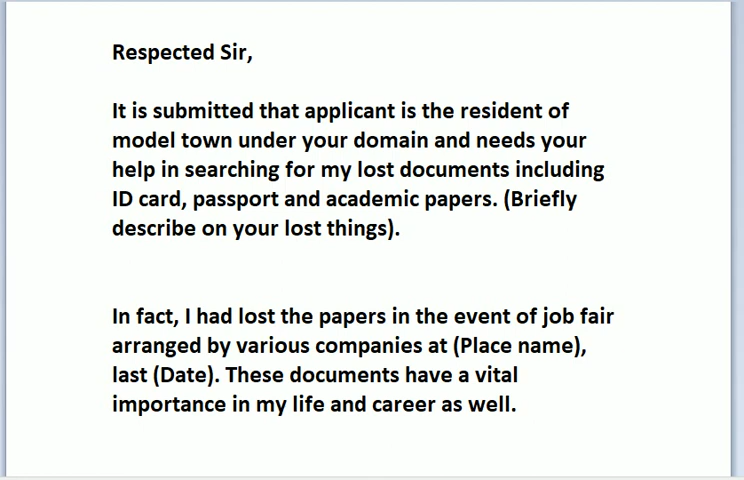 Respected Sir,
It is submitted that applicant is the resident of
model town under your domain and needs your
help in searching for my lost documents including
ID card, passport and academic papers. (Briefly
describe on your lost things).
In fact, I had lost the papers in the event of job fair
arranged by various companies at (Place name),
last (Date). These documents have a vital
importance in my life and career as well.